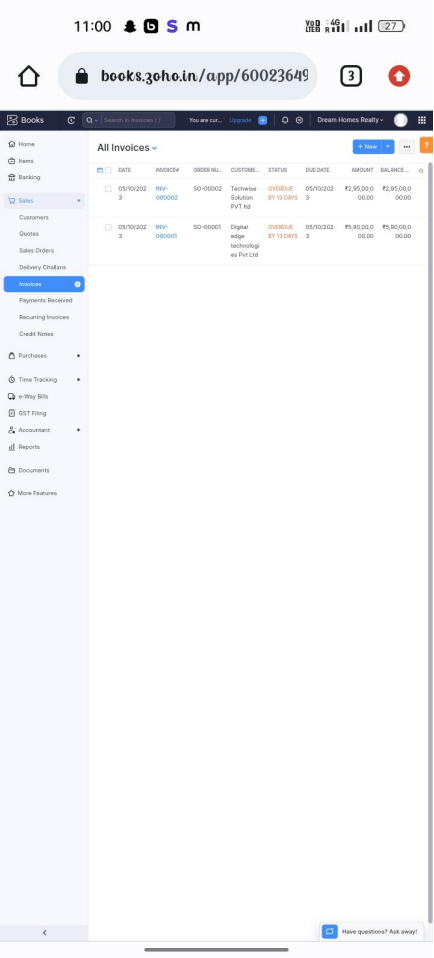 11:00
VoD 4G
LTE R
27
books.zoho.in/app/60023649
3
Books
Search in Invoices ( / )
You are cur...
Upgrade
Dream Homes Realty
Home
Items
Banking
Sales
Customers
Quotes
Sales Orders
Delivery Challans
Invoices
Payments Received
Recurring Invoices
Credit Notes
Purchases
Time Tracking
e-Way Bills
GST Filing
Accountant
Reports
Documents
More Features
All Invoices
+ New
?
DATE INVOICE# ORDER NU... CUSTOME... STATUS DUE DATE AMOUNT BALANCE ...
05/10/202 INV- SO-00002 Techwise OVERDUE 05/10/202 ₹2,95,00,0 ₹2,95,00,0
3 000002 Solution BY 13 DAYS 3 00.00 00.00
PVT ltd
05/10/202 INV- SO-00001 Digital OVERDUE 05/10/202 ₹5,90,00,0 ₹5,90,00,0
3 000001 edge BY 13 DAYS 3 00.00 00.00
technologi
es Pvt Ltd
Have questions? Ask away!